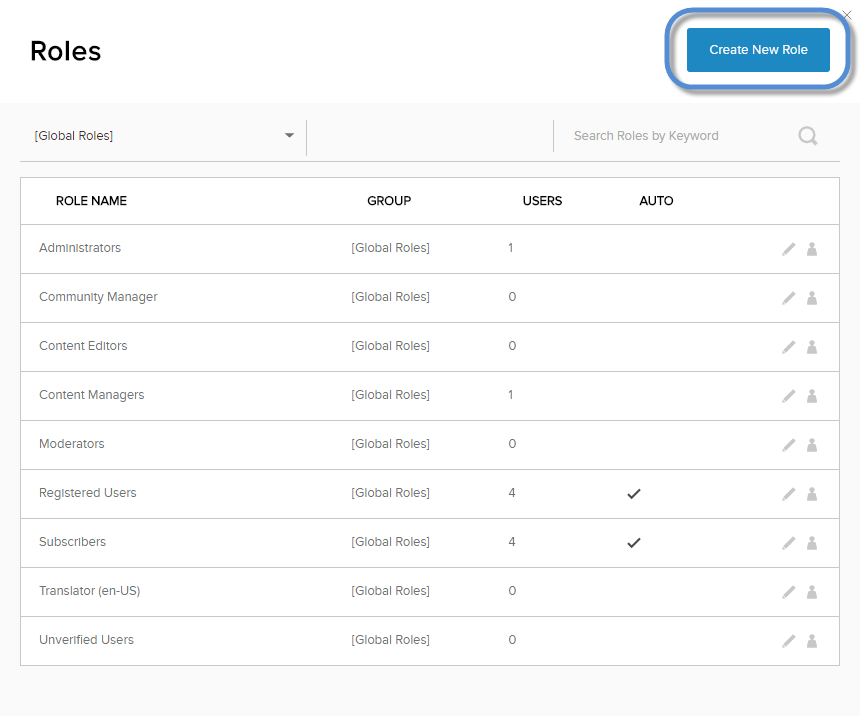 Roles
Create New Role
[Global Roles]
Search Roles by Keyword
ROLE NAME GROUP USERS AUTO
Administrators [Global Roles] 1
Community Manager [Global Roles] 0
Content Editors [Global Roles] 0
Content Managers [Global Roles] 1
Moderators [Global Roles] 0
Registered Users [Global Roles] 4
Subscribers [Global Roles] 4
Translator (en-US) [Global Roles] 0
Unverified Users [Global Roles] 0